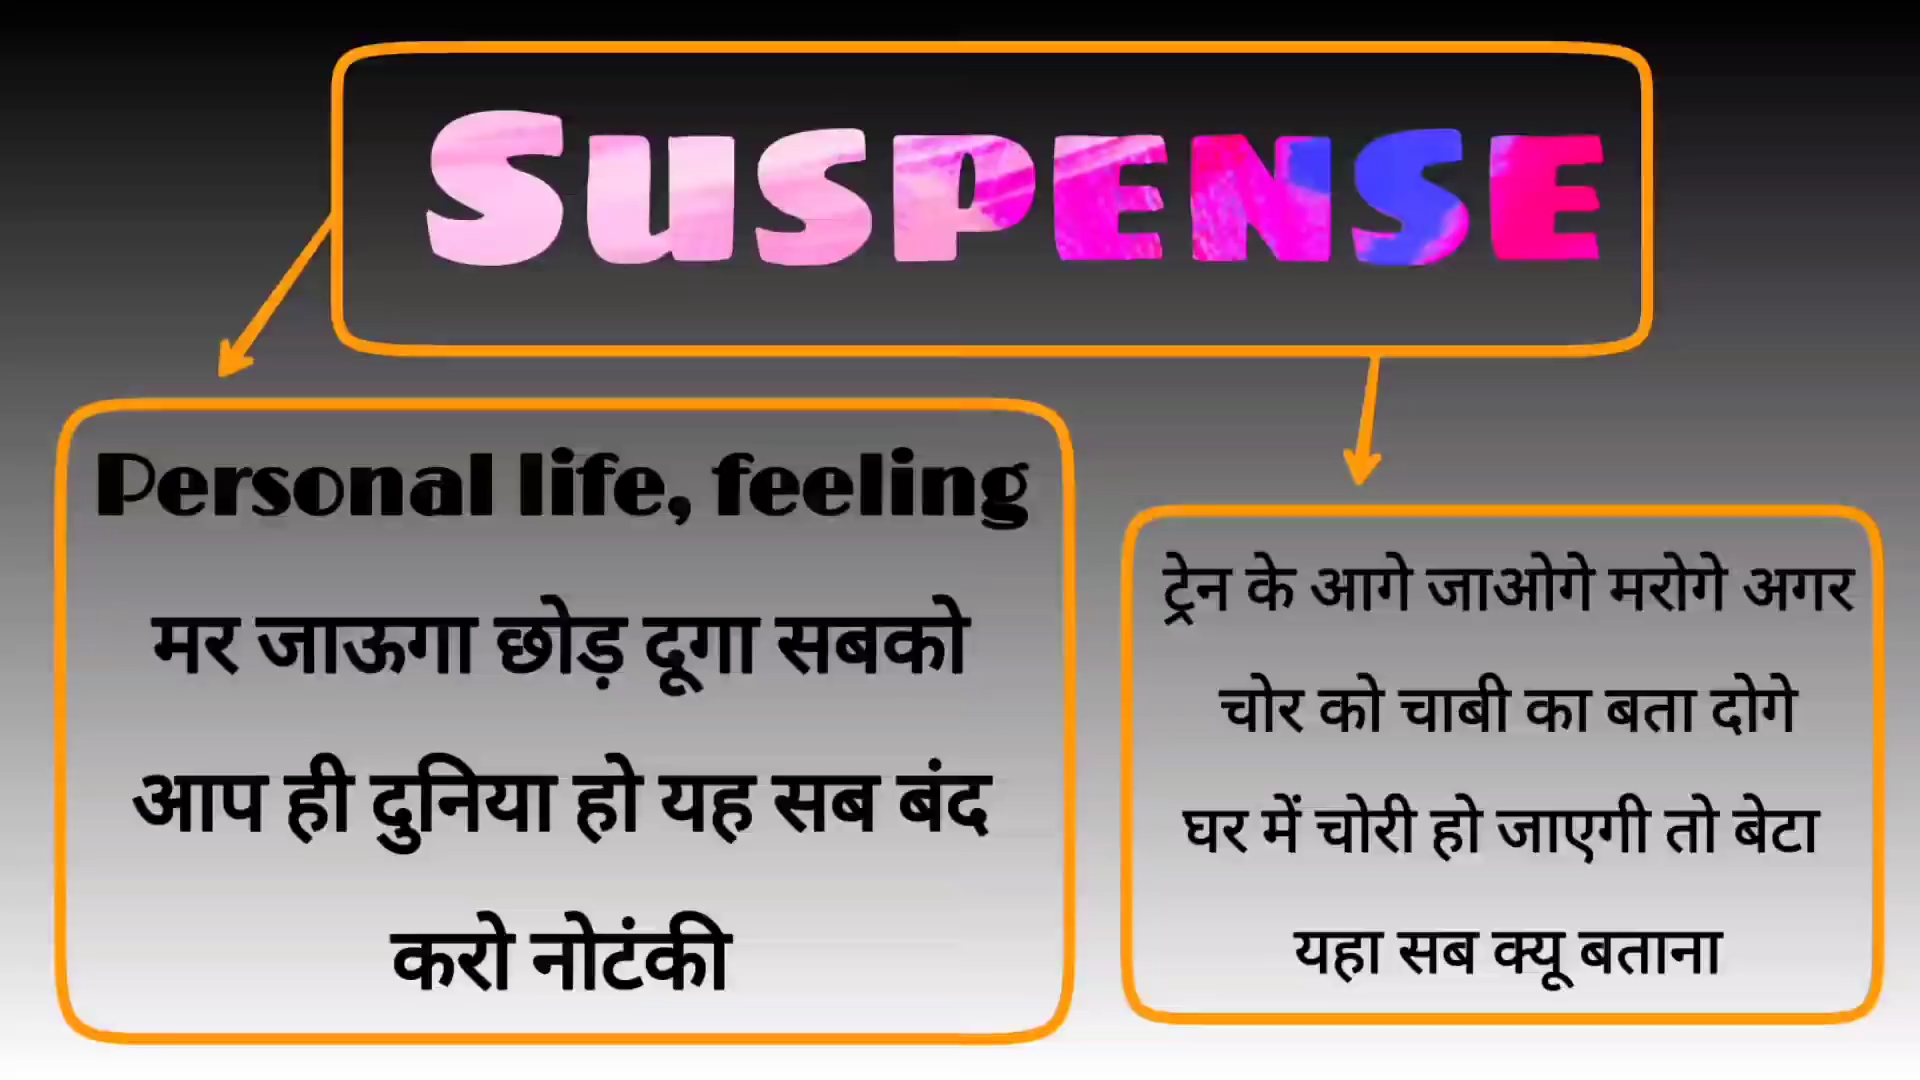 SUSPENSE
Personal life, feeling
मर जाऊगा छोड़ दूगा सबको
आप ही दुनिया हो यह सब बंद
करो नोटंकी
ट्रेन के आगे जाओगे मरोगे अगर
चोर को चाबी का बता दोगे
घर में चोरी हो जाएगी तो बेटा
यहा सब क्यू बताना